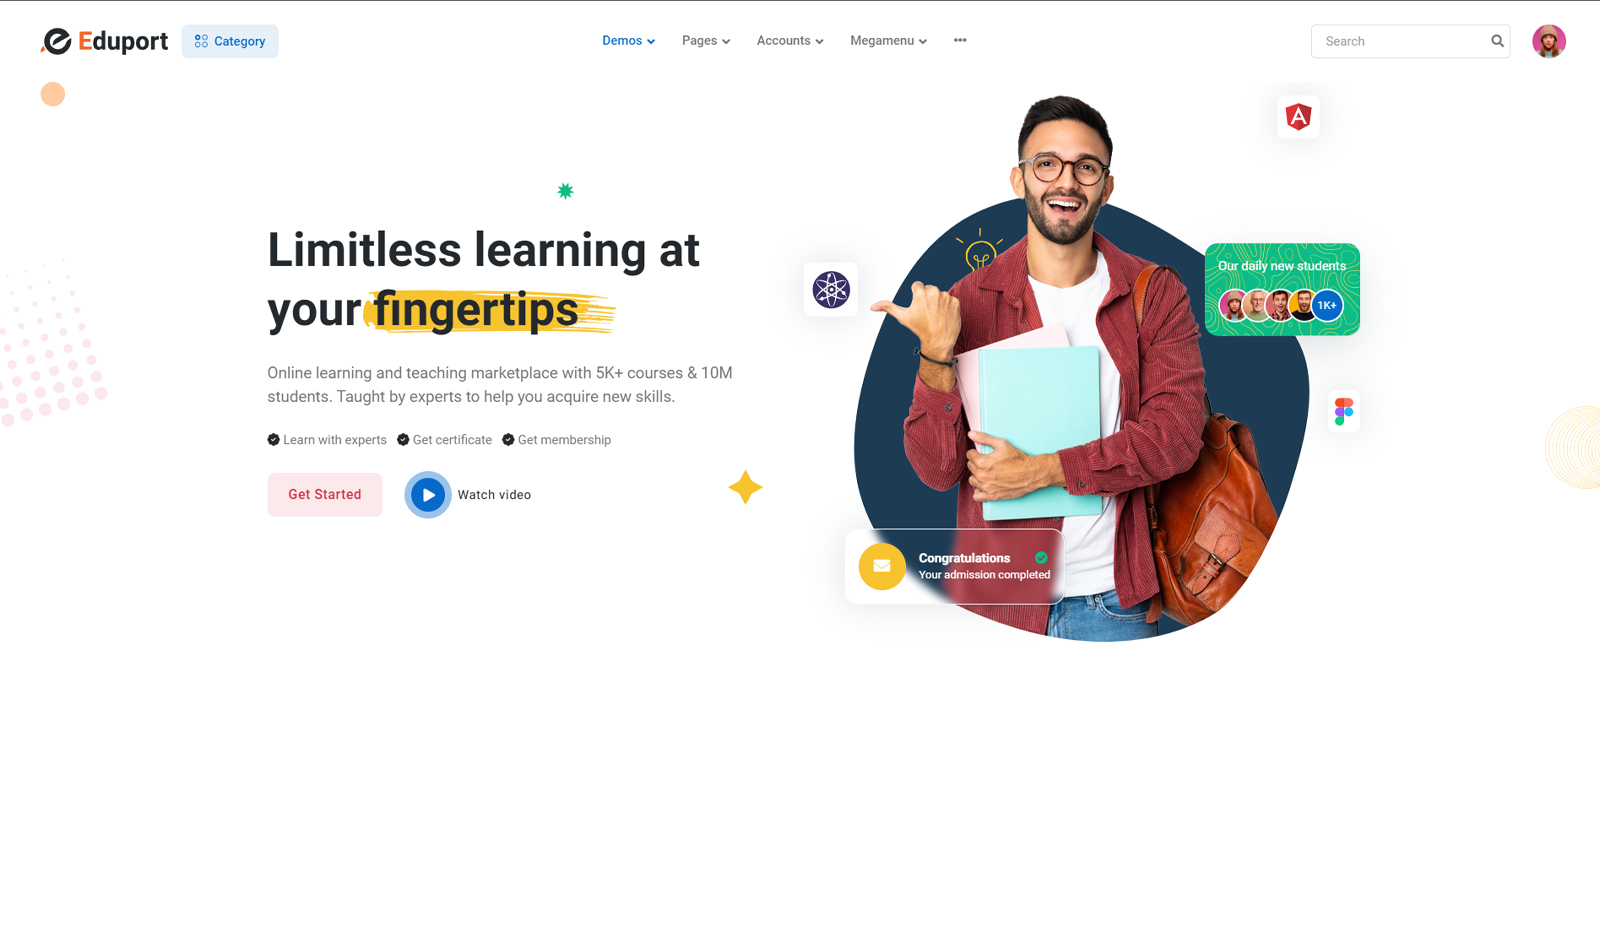 Eduport
Category
Demos
Pages
Accounts
Megamenu
Search
Limitless learning at
your fingertips
Online learning and teaching marketplace with 5K+ courses & 10M
students. Taught by experts to help you acquire new skills.
Learn with experts
Get certificate
Get membership
Get Started
Watch video
A
Our daily new students
1K+
Congratulations
Your admission completed